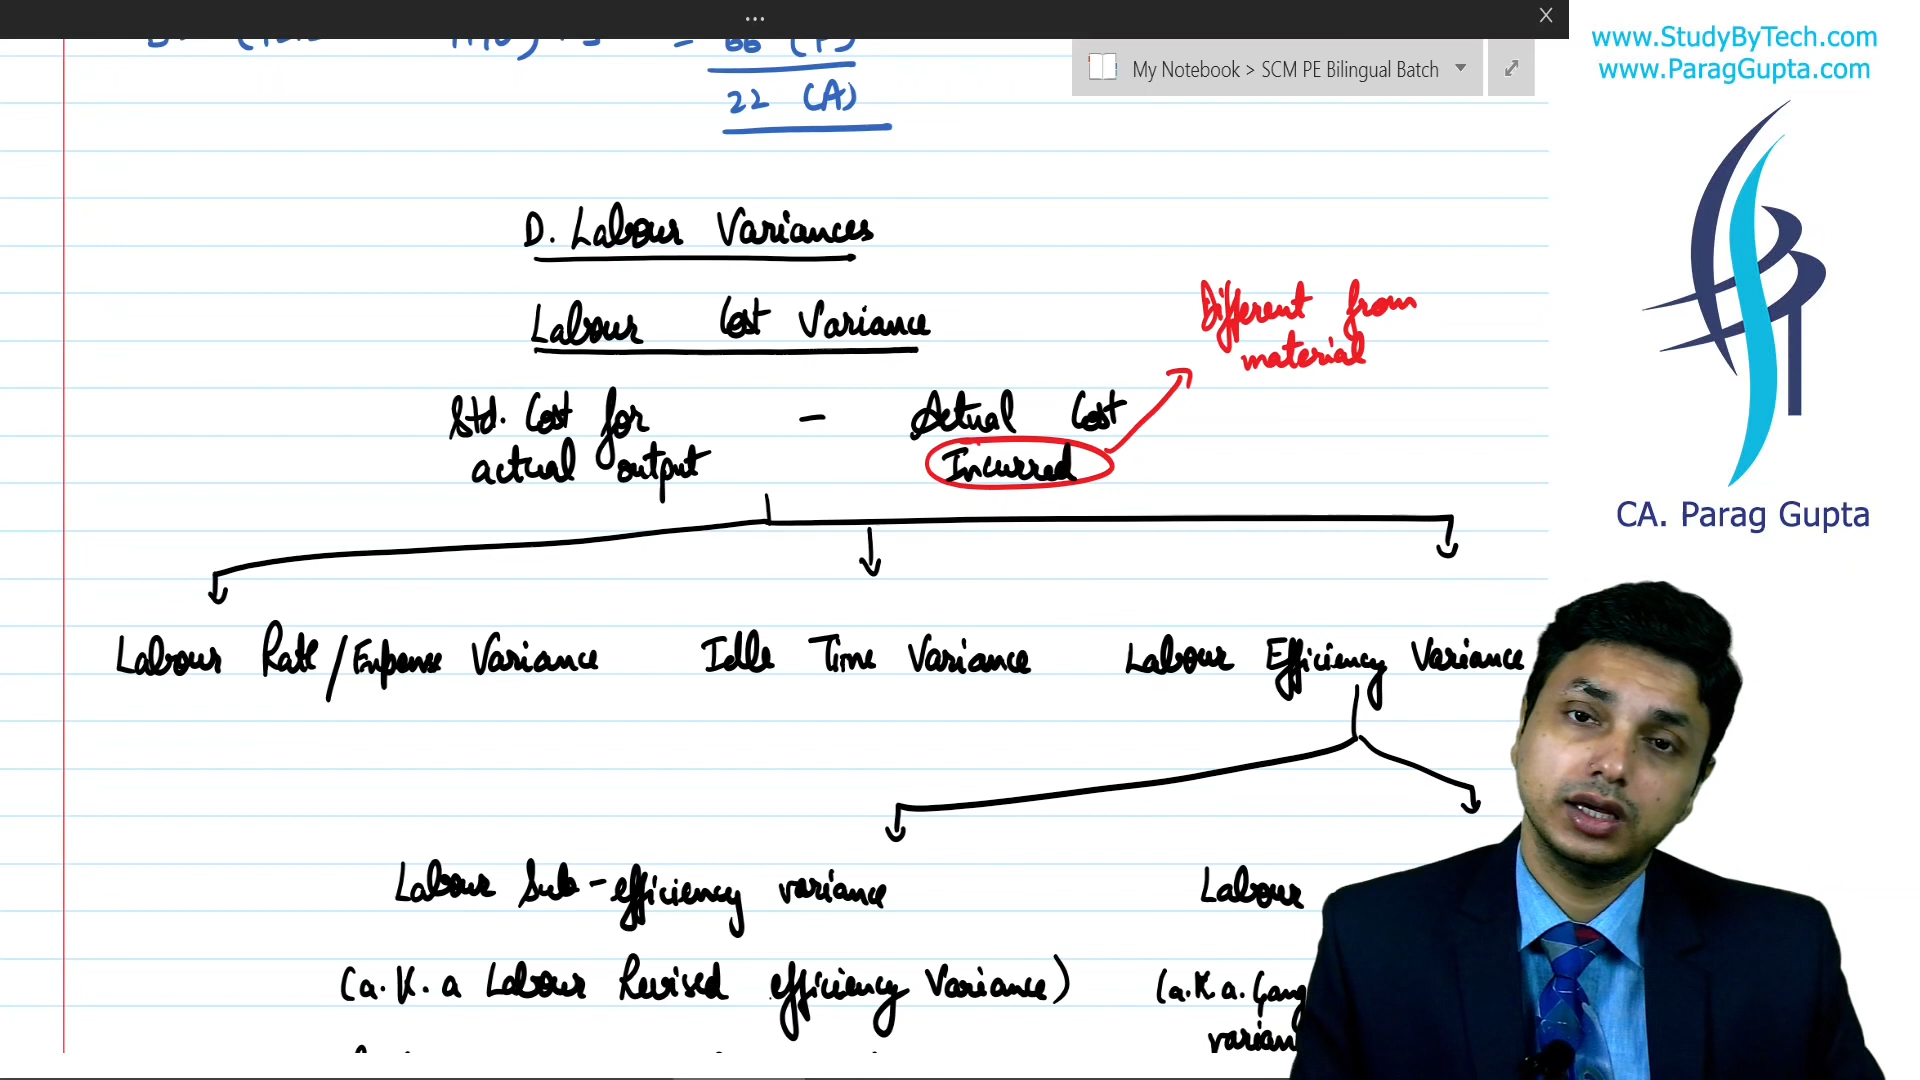 ...
X
www.StudyByTech.com
www.ParagGupta.com
My Notebook > SCM PE Bilingual Batch
22 (A)
D. Labour Variances
Labour Cost Variance
Different from
material
Std. Cost for
actual output
-
Actual Cost
Incurred
CA. Parag Gupta
Labour Rate/Expense Variance
Idle Time Variance
Labour Efficiency Variance
Labour Sub-efficiency variance
Labour
(a.k.a Labour Revised efficiency Variance)
(a.k.a. Gang
varian